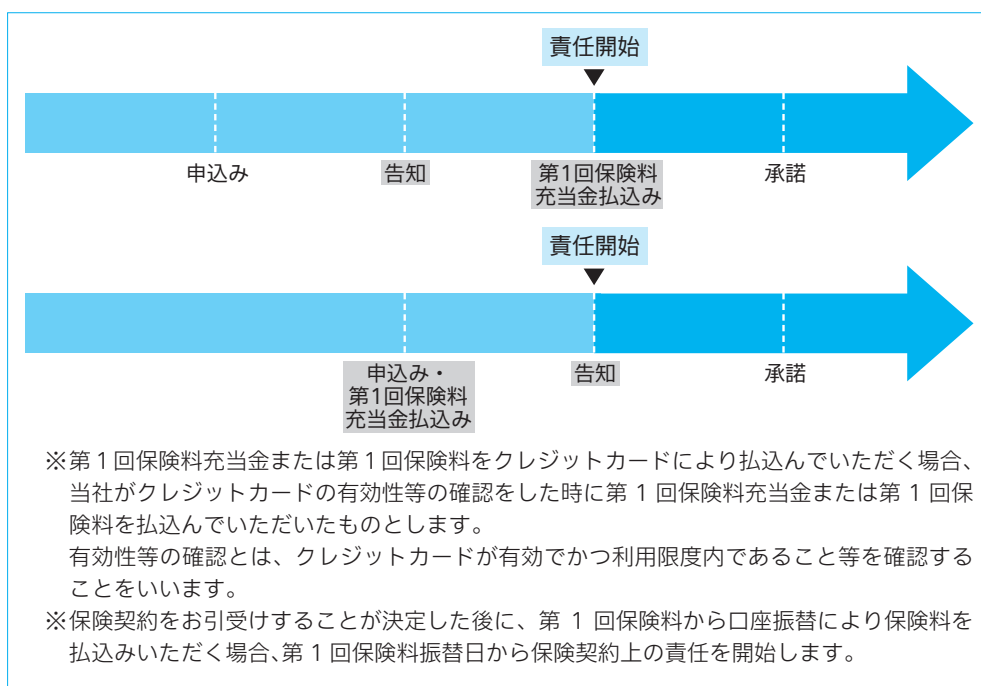 責任開始
申込み
告知
第1回保険料
充当金払込み
承諾
責任開始
申込み・
第1回保険料
充当金払込み
告知
承諾
※第1回保険料充当金または第1回保険料をクレジットカードにより払込んでいただく場合、
当社がクレジットカードの有効性等の確認をした時に第 1 回保険料充当金または第 1 回保
険料を払込んでいただいたものとします。
有効性等の確認とは、クレジットカードが有効でかつ利用限度内であること等を確認する
ことをいいます。
※保険契約をお引受けすることが決定した後に、第 1 回保険料から口座振替により保険料を
払込みいただく場合、第 1 回保険料振替日から保険契約上の責任を開始します。